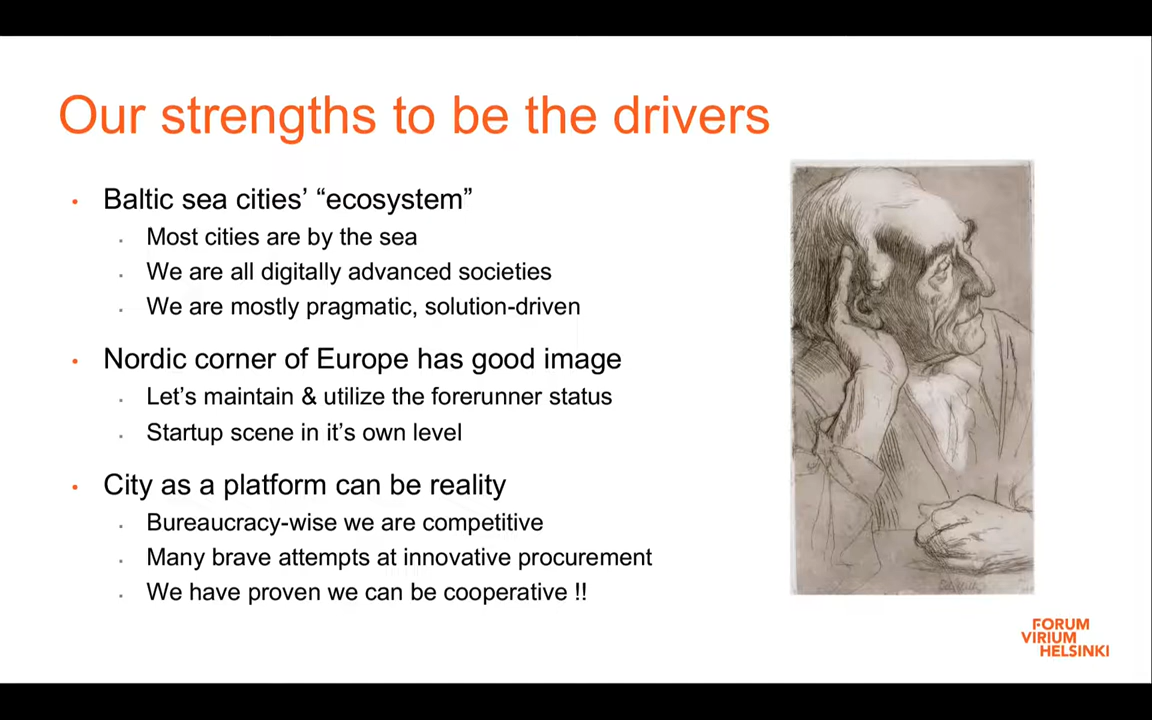 Our strengths to be the drivers
• Baltic sea cities’ “ecosystem”
▪ Most cities are by the sea
▪ We are all digitally advanced societies
▪ We are mostly pragmatic, solution-driven
• Nordic corner of Europe has good image
▪ Let’s maintain & utilize the forerunner status
▪ Startup scene in it’s own level
• City as a platform can be reality
▪ Bureaucracy-wise we are competitive
▪ Many brave attempts at innovative procurement
▪ We have proven we can be cooperative !!
FORUM
VIRIUM
HELSINKI